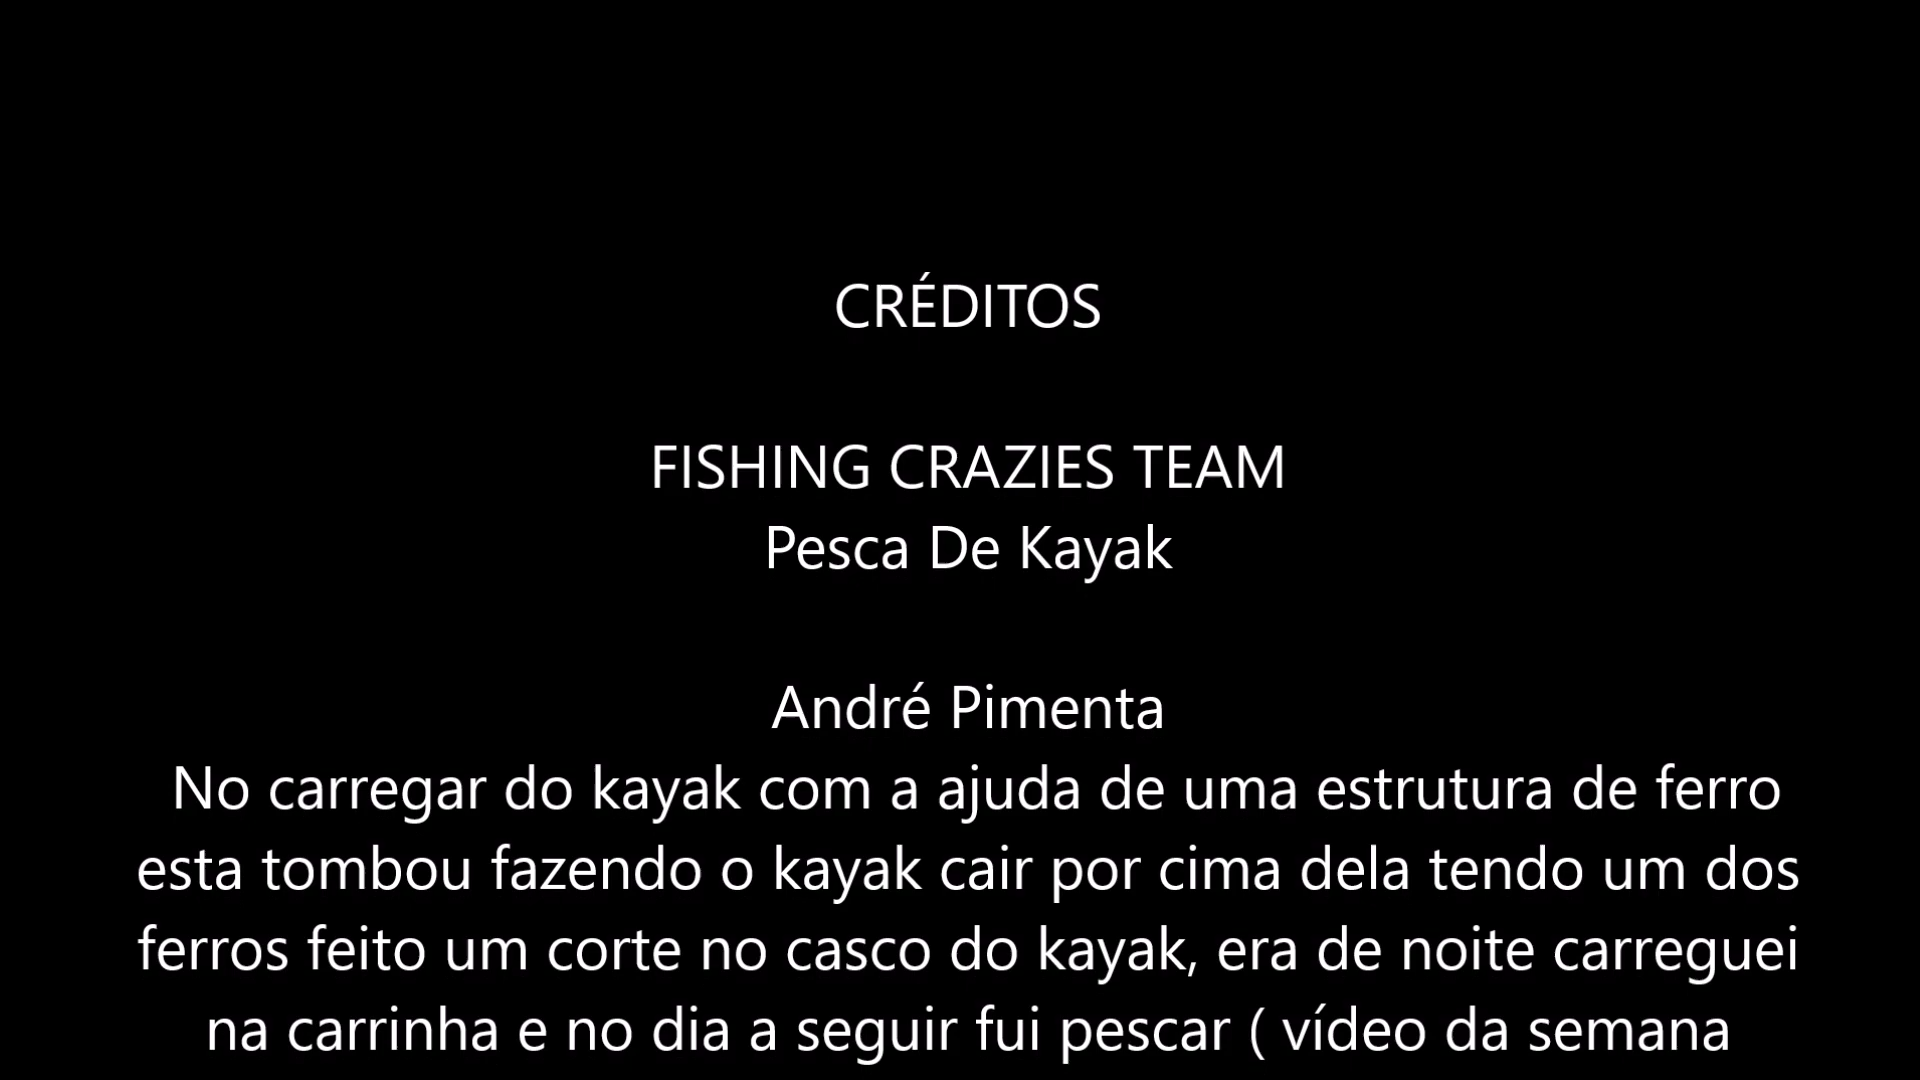 CRÉDITOS
FISHING CRAZIES TEAM
Pesca De Kayak
André Pimenta
No carregar do kayak com a ajuda de uma estrutura de ferro
esta tombou fazendo o kayak cair por cima dela tendo um dos
ferros feito um corte no casco do kayak, era de noite carreguei
na carrinha e no dia a seguir fui pescar ( vídeo da semana